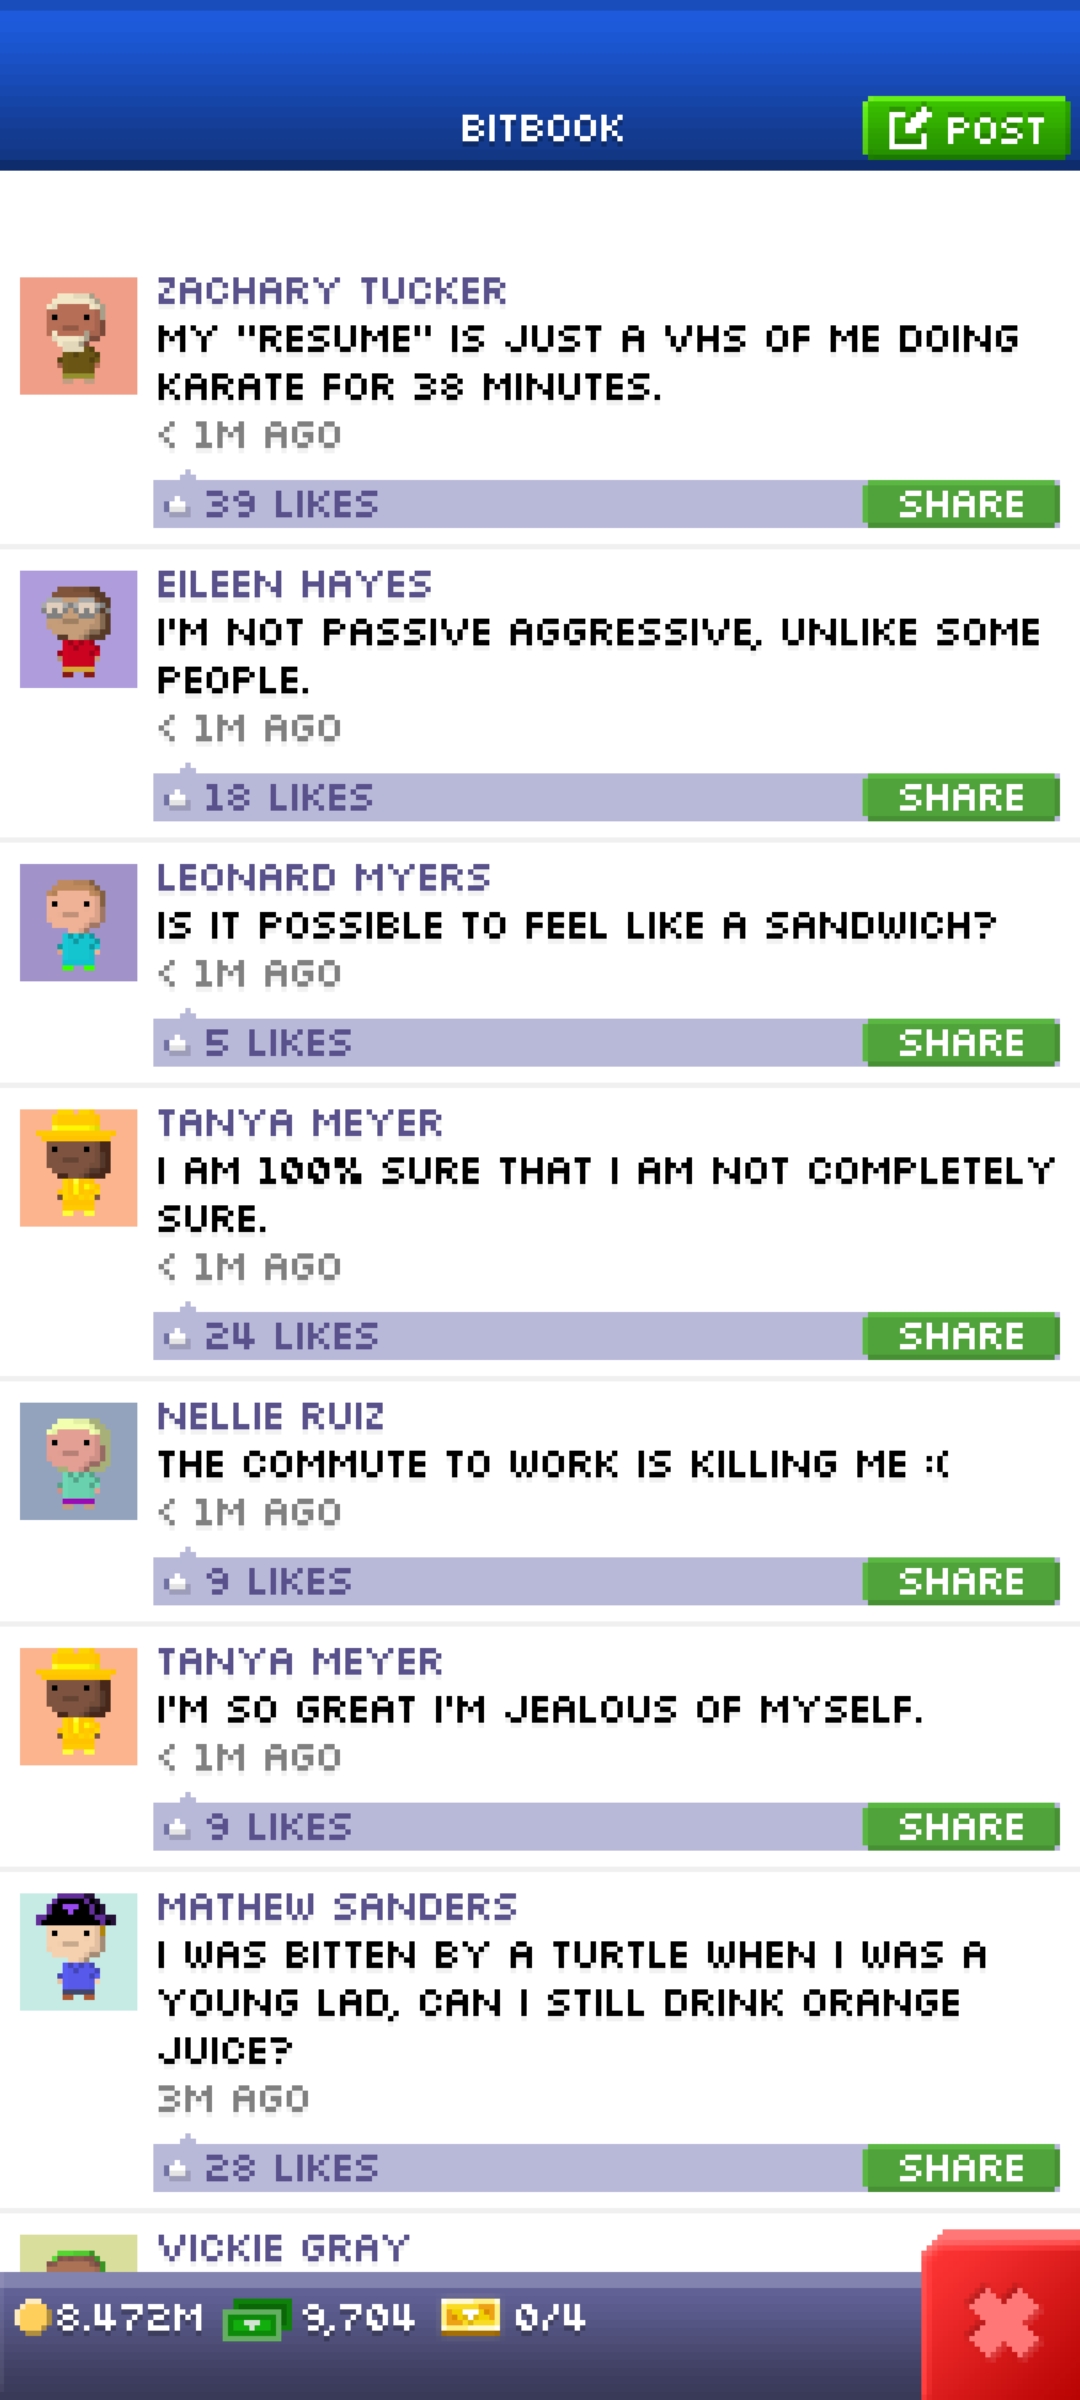 BITBOOK
POST
ZACHARY TUCKER
MY "RESUME" IS JUST A VHS OF ME DOING
KARATE FOR 38 MINUTES.
< 1M AGO
39 LIKES
SHARE
EILEEN HAYES
I'M NOT PASSIVE AGGRESSIVE, UNLIKE SOME
PEOPLE.
< 1M AGO
18 LIKES
SHARE
LEONARD MYERS
IS IT POSSIBLE TO FEEL LIKE A SANDWICH?
< 1M AGO
5 LIKES
SHARE
TANYA MEYER
I AM 100% SURE THAT I AM NOT COMPLETELY
SURE.
< 1M AGO
24 LIKES
SHARE
NELLIE RUIZ
THE COMMUTE TO WORK IS KILLING ME :(
< 1M AGO
9 LIKES
SHARE
TANYA MEYER
I'M SO GREAT I'M JEALOUS OF MYSELF.
< 1M AGO
9 LIKES
SHARE
MATHEW SANDERS
I WAS BITTEN BY A TURTLE WHEN I WAS A
YOUNG LAD, CAN I STILL DRINK ORANGE
JUICE?
3M AGO
28 LIKES
SHARE
VICKIE GRAY
8.472M 9,704 0/4